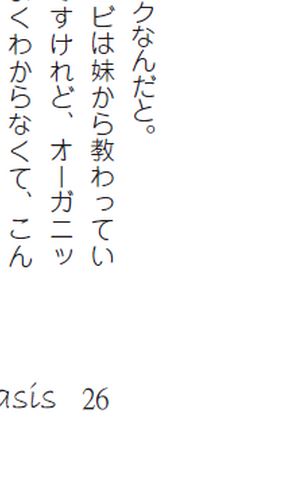 クなんだと。
ビは妹から教わってい
すけれど、オーガニッ
くわからなくて、こん
asis 26